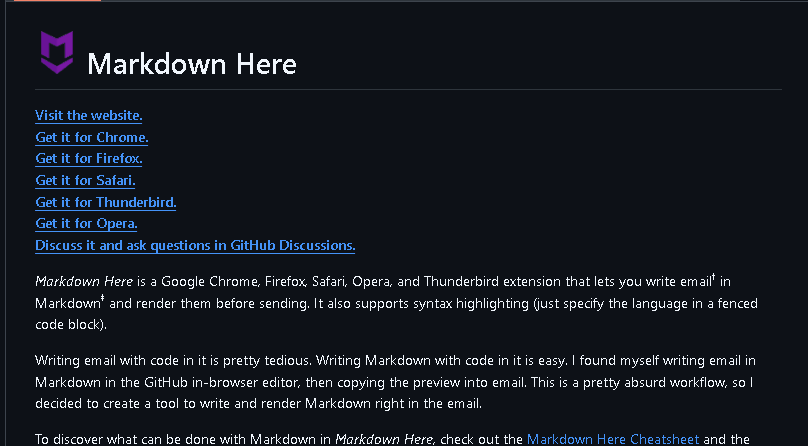 Markdown Here
Visit the website.
Get it for Chrome.
Get it for Firefox.
Get it for Safari.
Get it for Thunderbird.
Get it for Opera.
Discuss it and ask questions in GitHub Discussions.
Markdown Here is a Google Chrome, Firefox, Safari, Opera, and Thunderbird extension that lets you write email† in
Markdown‡ and render them before sending. It also supports syntax highlighting (just specify the language in a fenced
code block).
Writing email with code in it is pretty tedious. Writing Markdown with code in it is easy. I found myself writing email in
Markdown in the GitHub in-browser editor, then copying the preview into email. This is a pretty absurd workflow, so I
decided to create a tool to write and render Markdown right in the email.
To discover what can be done with Markdown in Markdown Here, check out the Markdown Here Cheatsheet and the